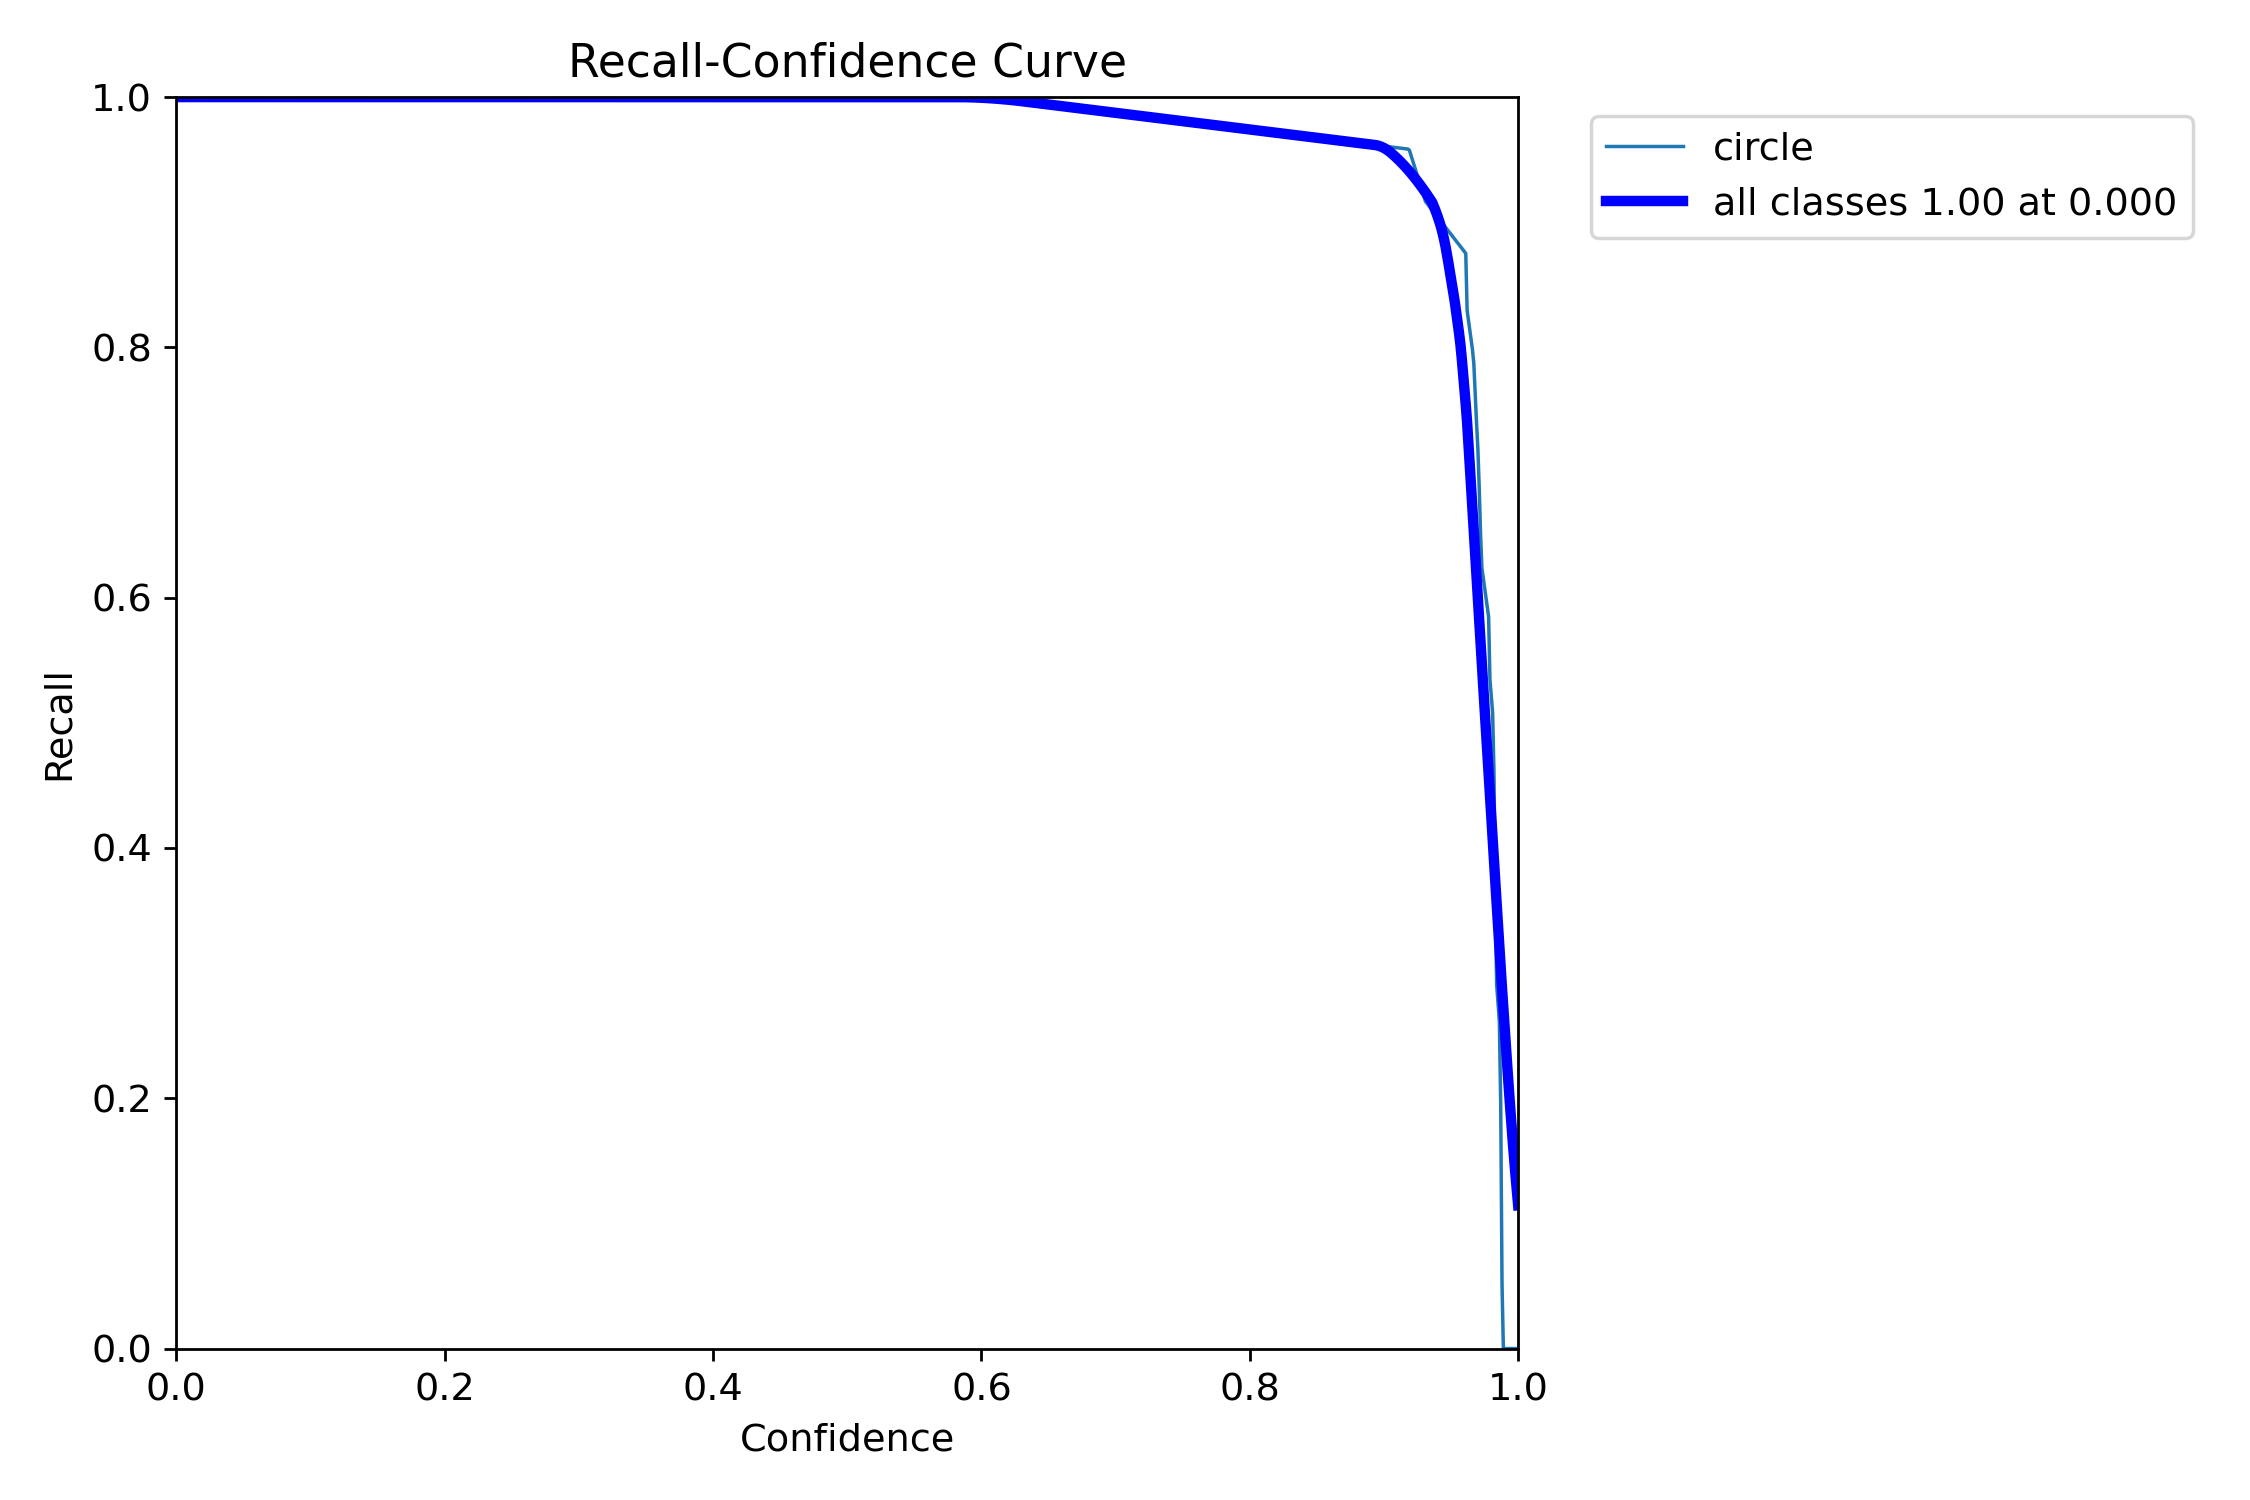 Recall-Confidence Curve
1.0
0.8
0.6
0.4
0.2
0.0
Recall
0.0 0.2 0.4 0.6 0.8 1.0
Confidence
circle
all classes 1.00 at 0.000